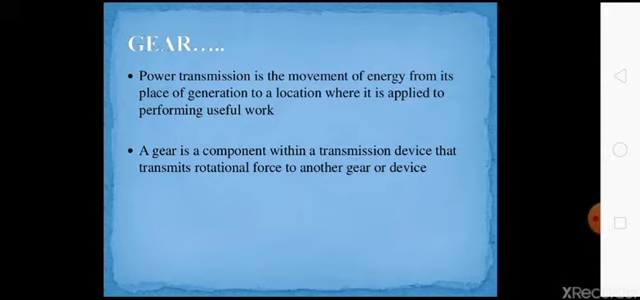 GEAR…..
• Power transmission is the movement of energy from its
place of generation to a location where it is applied to
performing useful work
• A gear is a component within a transmission device that
transmits rotational force to another gear or device